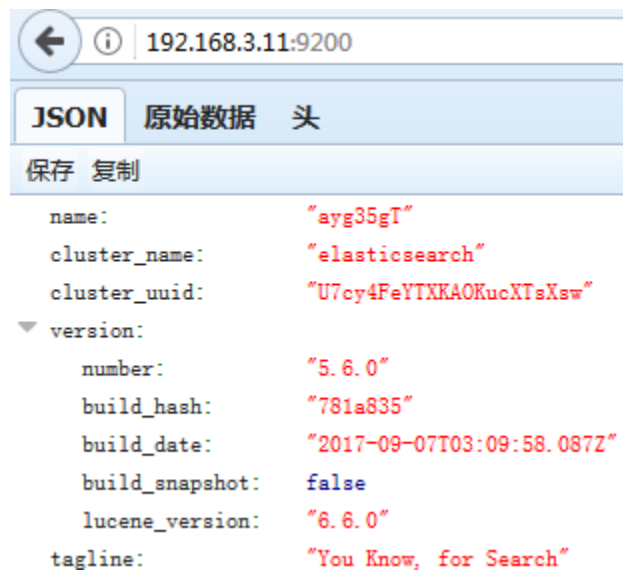 192.168.3.11:9200
JSON 原始数据 头
保存 复制
name: "ayg35gT"
cluster_name: "elasticsearch"
cluster_uuid: "U7cy4FeYTXKAOKucXTsXsw"
version:
number: "5.6.0"
build_hash: "781a835"
build_date: "2017-09-07T03:09:58.087Z"
build_snapshot: false
lucene_version: "6.6.0"
tagline: "You Know, for Search"